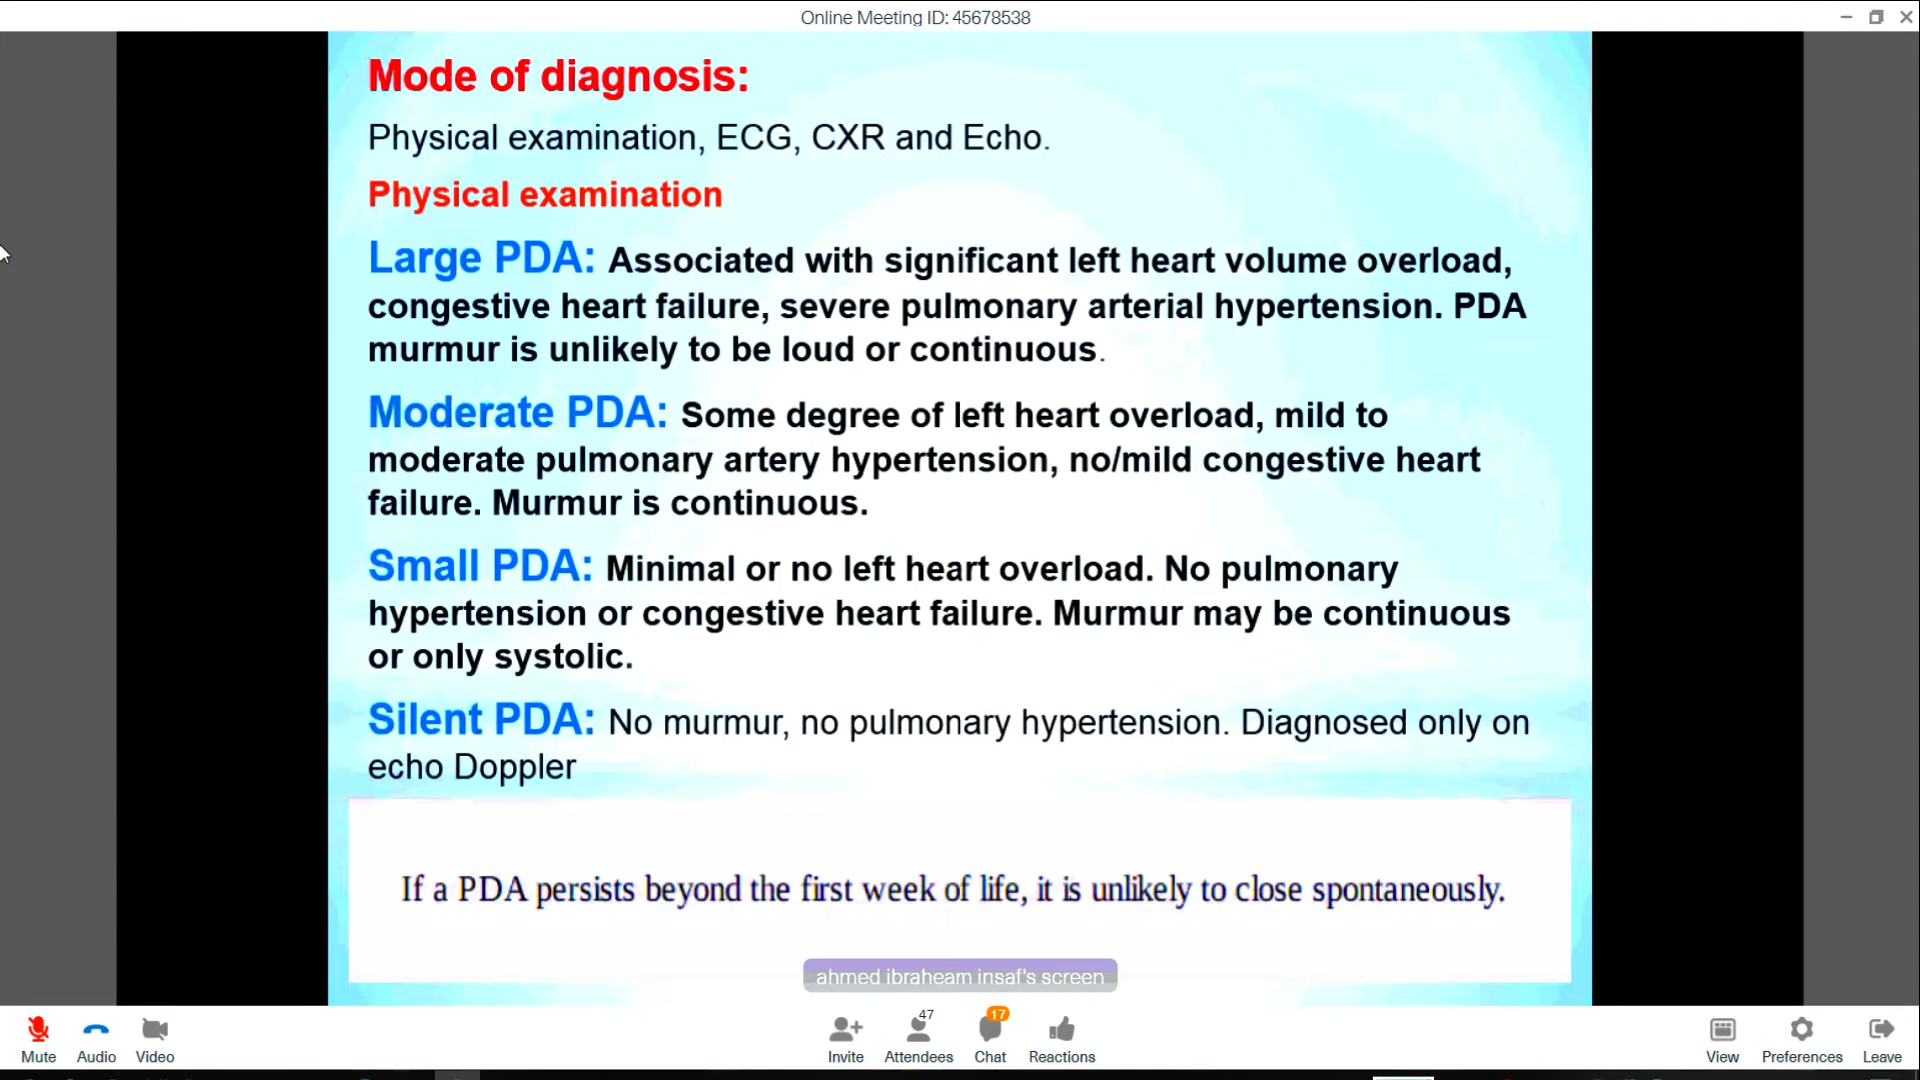 Online Meeting ID: 45678538
Mode of diagnosis:
Physical examination, ECG, CXR and Echo.
Physical examination
Large PDA: Associated with significant left heart volume overload,
congestive heart failure, severe pulmonary arterial hypertension. PDA
murmur is unlikely to be loud or continuous.
Moderate PDA: Some degree of left heart overload, mild to
moderate pulmonary artery hypertension, no/mild congestive heart
failure. Murmur is continuous.
Small PDA: Minimal or no left heart overload. No pulmonary
hypertension or congestive heart failure. Murmur may be continuous
or only systolic.
Silent PDA: No murmur, no pulmonary hypertension. Diagnosed only on
echo Doppler
If a PDA persists beyond the first week of life, it is unlikely to close spontaneously.
ahmed ibraheam insaf's screen
47
17
Mute Audio Video Invite Attendees Chat Reactions View Preferences Leave